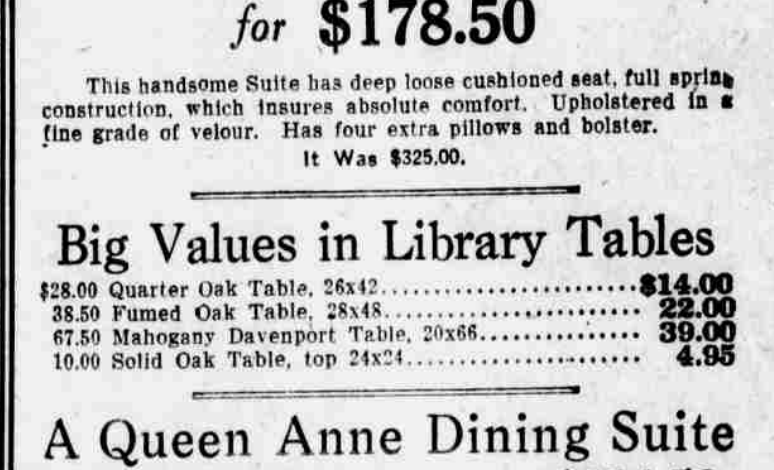 for $178.50
This handsome Suite has deep loose cushioned seat, full spring
construction, which insures absolute comfort. Upholstered in a
fine grade of velour. Has four extra pillows and bolster.
It Was $325.00.
Big Values in Library Tables
$28.00 Quarter Oak Table, 26x42..........................$14.00
38.50 Fumed Oak Table, 28x48.......................... 22.00
67.50 Mahogany Davenport Table, 20x66................ 39.00
10.00 Solid Oak Table, top 24x24....................... 4.95
A Queen Anne Dining Suite